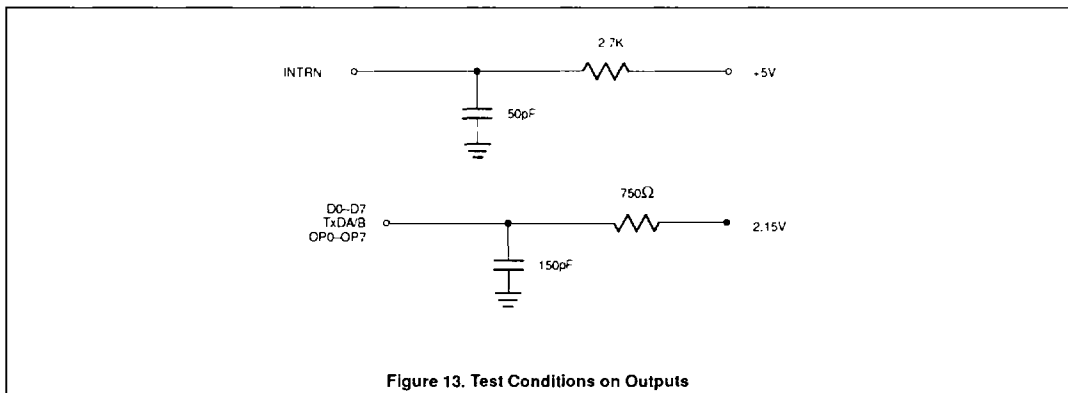 2.7K
INTRN
+5V
50pF
750Ω
D0–D7
TxDA/B
OP0–OP7
2.15V
150pF
Figure 13. Test Conditions on Outputs